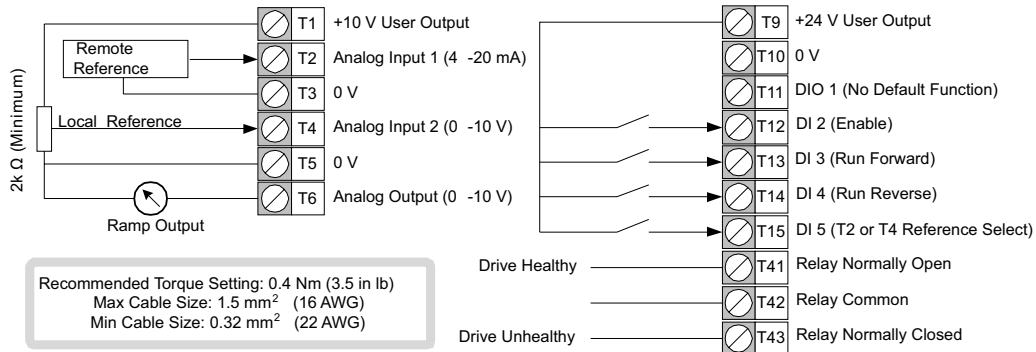 T1 +10 V User Output
Remote
Reference
T2 Analog Input 1 (4 -20 mA)
T3 0 V
2k Ω (Minimum)
Local Reference
T4 Analog Input 2 (0 -10 V)
T5 0 V
T6 Analog Output (0 -10 V)
Ramp Output
Recommended Torque Setting: 0.4 Nm (3.5 in lb)
Max Cable Size: 1.5 mm² (16 AWG)
Min Cable Size: 0.32 mm² (22 AWG)
T9 +24 V User Output
T10 0 V
T11 DIO 1 (No Default Function)
T12 DI 2 (Enable)
T13 DI 3 (Run Forward)
T14 DI 4 (Run Reverse)
T15 DI 5 (T2 or T4 Reference Select)
Drive Healthy T41 Relay Normally Open
T42 Relay Common
Drive Unhealthy T43 Relay Normally Closed